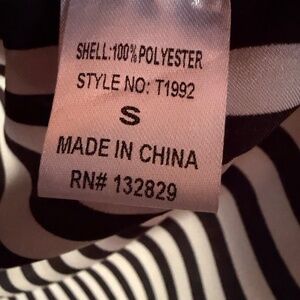 SHELL:100% POLYESTER
STYLE NO: T1992
S
MADE IN CHINA
RN# 132829